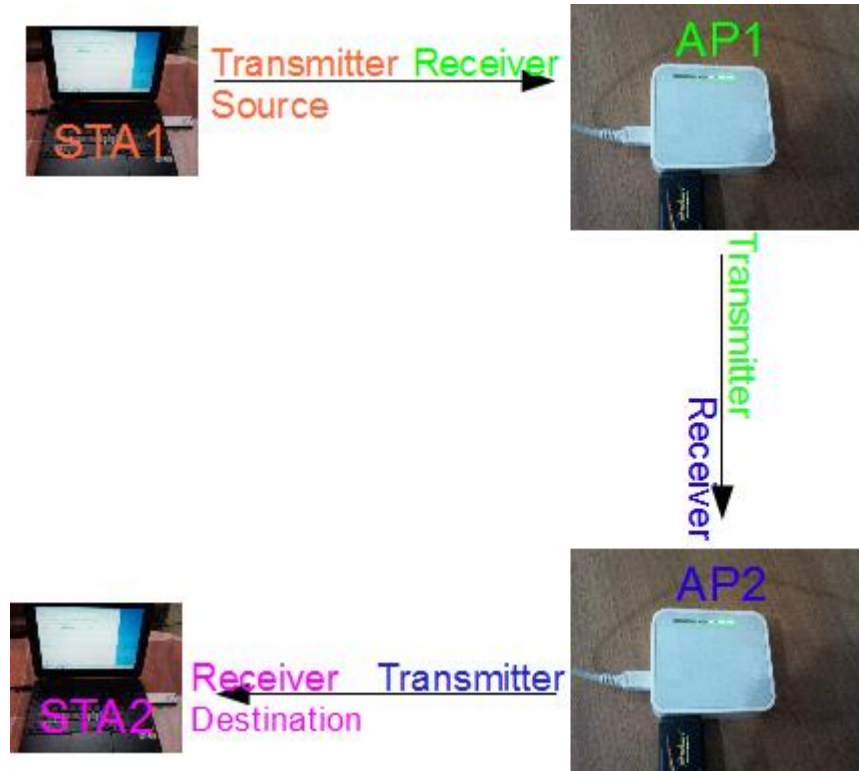 AP1
Transmitter Receiver
Source
STA1
Transmitter
Receiver
AP2
Receiver Transmitter
Destination
STA2